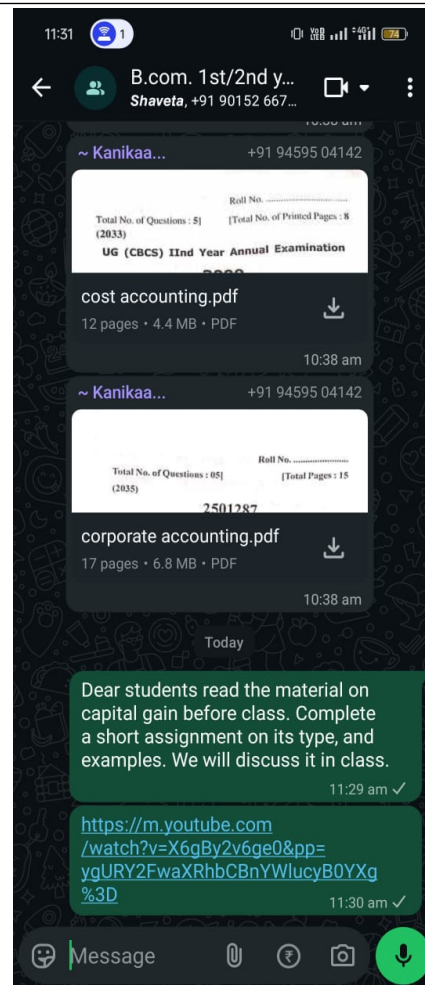 11:31
1
VoB
LTE
4G
74
B.com. 1st/2nd y...
Shaveta, +91 90152 667...
~ Kanikaa...
+91 94595 04142
Roll No. ......................
Total No. of Questions : 5]
[Total No. of Printed Pages : 8
(2033)
UG (CBCS) IInd Year Annual Examination
cost accounting.pdf
12 pages • 4.4 MB • PDF
10:38 am
~ Kanikaa...
+91 94595 04142
Roll No. ......................
Total No. of Questions : 05]
[Total Pages : 15
(2035)
2501287
corporate accounting.pdf
17 pages • 6.8 MB • PDF
10:38 am
Today
Dear students read the material on
capital gain before class. Complete
a short assignment on its type, and
examples. We will discuss it in class.
11:29 am
https://m.youtube.com
/watch?v=X6gBy2v6ge0&pp=
ygURY2FwaXRhbCBnYWlucyB0YXg
%3D
11:30 am
Message
₹